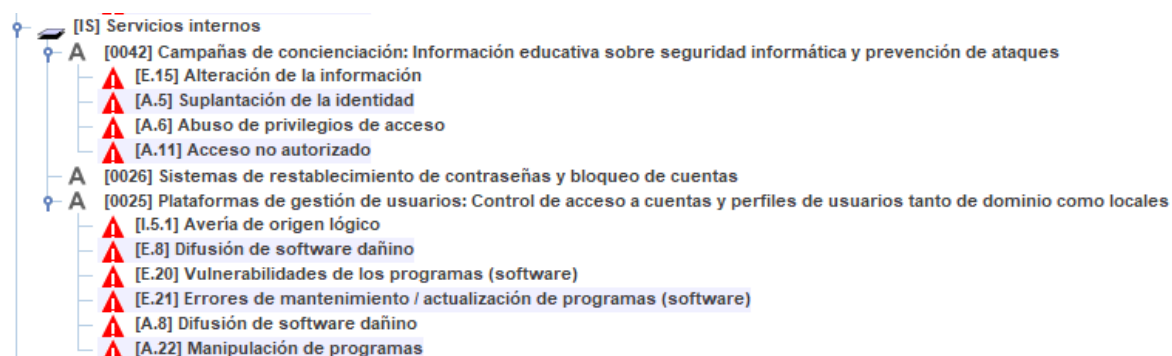 [IS] Servicios internos
A [0042] Campañas de concienciación: Información educativa sobre seguridad informática y prevención de ataques
[E.15] Alteración de la información
[A.5] Suplantación de la identidad
[A.6] Abuso de privilegios de acceso
[A.11] Acceso no autorizado
A [0026] Sistemas de restablecimiento de contraseñas y bloqueo de cuentas
A [0025] Plataformas de gestión de usuarios: Control de acceso a cuentas y perfiles de usuarios tanto de dominio como locales
[I.5.1] Avería de origen lógico
[E.8] Difusión de software dañino
[E.20] Vulnerabilidades de los programas (software)
[E.21] Errores de mantenimiento / actualización de programas (software)
[A.8] Difusión de software dañino
[A.22] Manipulación de programas